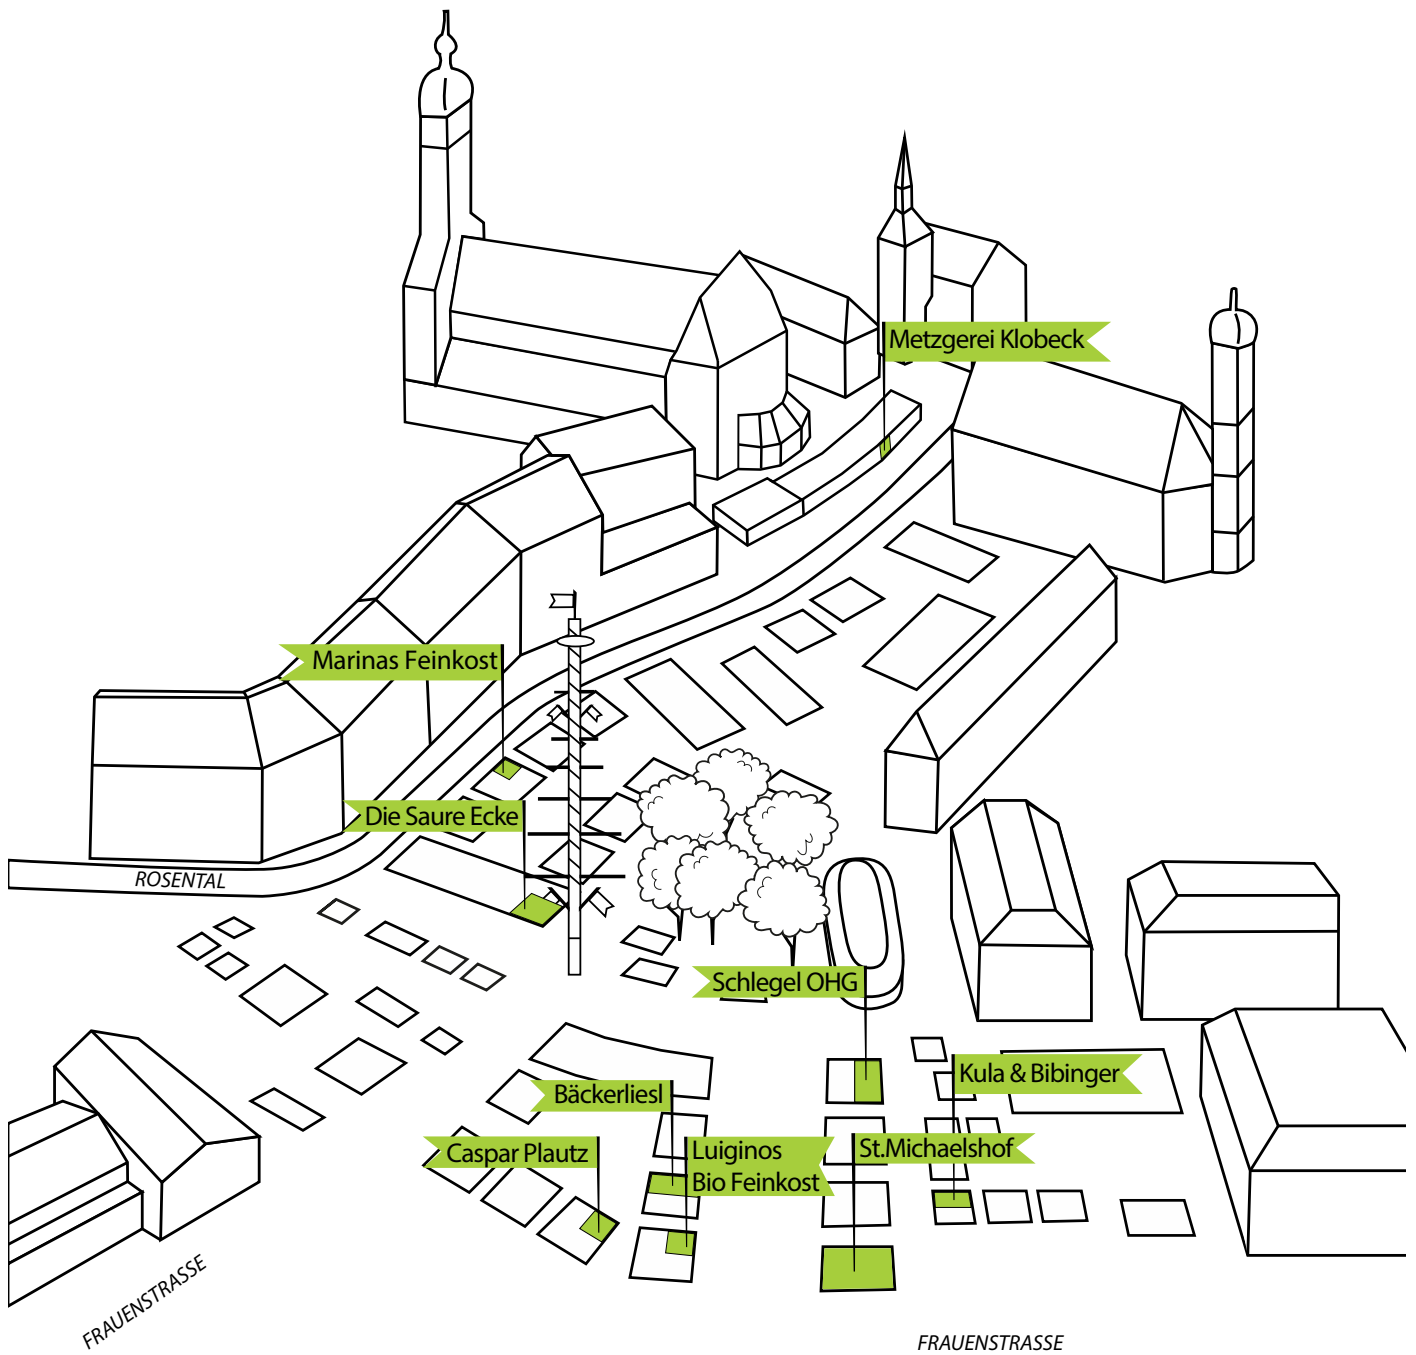 Metzgerei Klobeck
Marinas Feinkost
Die Saure Ecke
ROSENTAL
Schlegel OHG
Kula & Bibinger
Bäckerliesl
Caspar Plautz
Luiginos
Bio Feinkost
St.Michaelshof
FRAUENSTRASSE
FRAUENSTRASSE